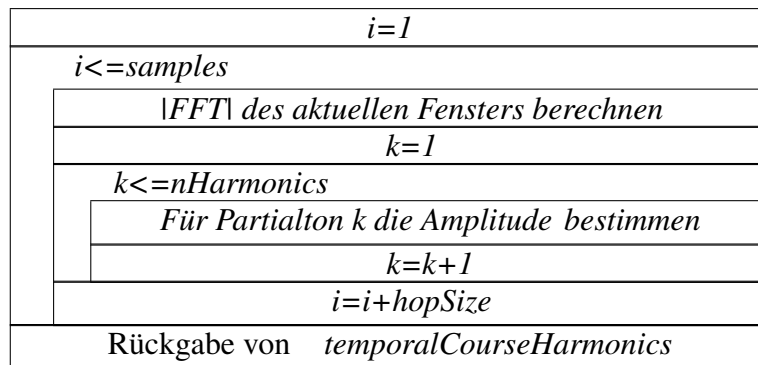 i=1
i<=samples
|FFT| des aktuellen Fensters berechnen
k=1
k<=nHarmonics
Für Partialton k die Amplitude bestimmen
k=k+1
i=i+hopSize
Rückgabe von temporalCourseHarmonics